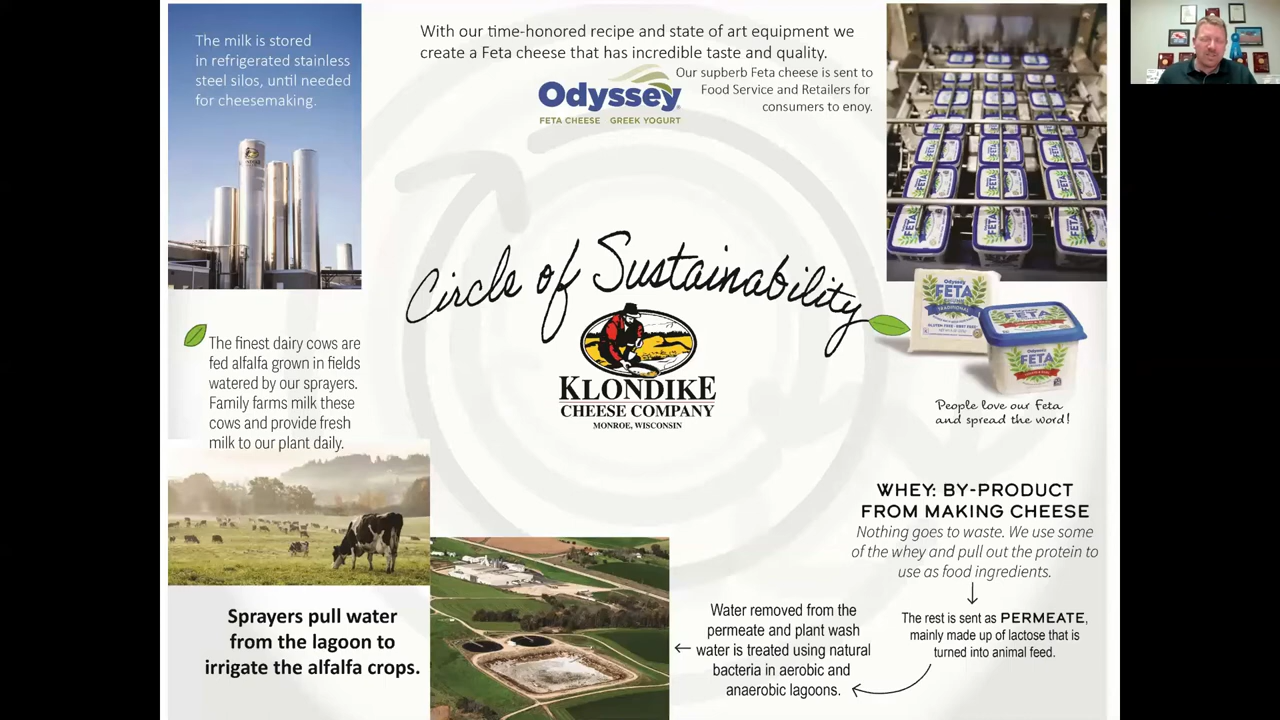 The milk is stored
in refrigerated stainless
steel silos, until needed
for cheesemaking.
With our time-honored recipe and state of art equipment we
create a Feta cheese that has incredible taste and quality.
Odyssey
FETA CHEESE GREEK YOGURT
Our supberb Feta cheese is sent to
Food Service and Retailers for
consumers to enoy.
Circle of Sustainability
KLONDIKE
CHEESE COMPANY
MONROE, WISCONSIN
Odyssey
FETA
TRADITIONAL
Odyssey
FETA
People love our Feta
and spread the word!
The finest dairy cows are
fed alfalfa grown in fields
watered by our sprayers.
Family farms milk these
cows and provide fresh
milk to our plant daily.
WHEY: BY-PRODUCT
FROM MAKING CHEESE
Nothing goes to waste. We use some
of the whey and pull out the protein to
use as food ingredients.
The rest is sent as PERMEATE,
mainly made up of lactose that is
turned into animal feed.
Water removed from the
permeate and plant wash
water is treated using natural
bacteria in aerobic and
anaerobic lagoons.
Sprayers pull water
from the lagoon to
irrigate the alfalfa crops.